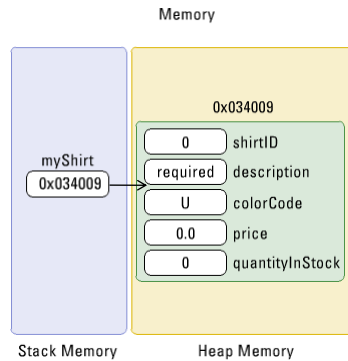 Memory
0x034009
0 shirtID
myShirt
required description
0x034009
U colorCode
0.0 price
0 quantityInStock
Stack Memory Heap Memory